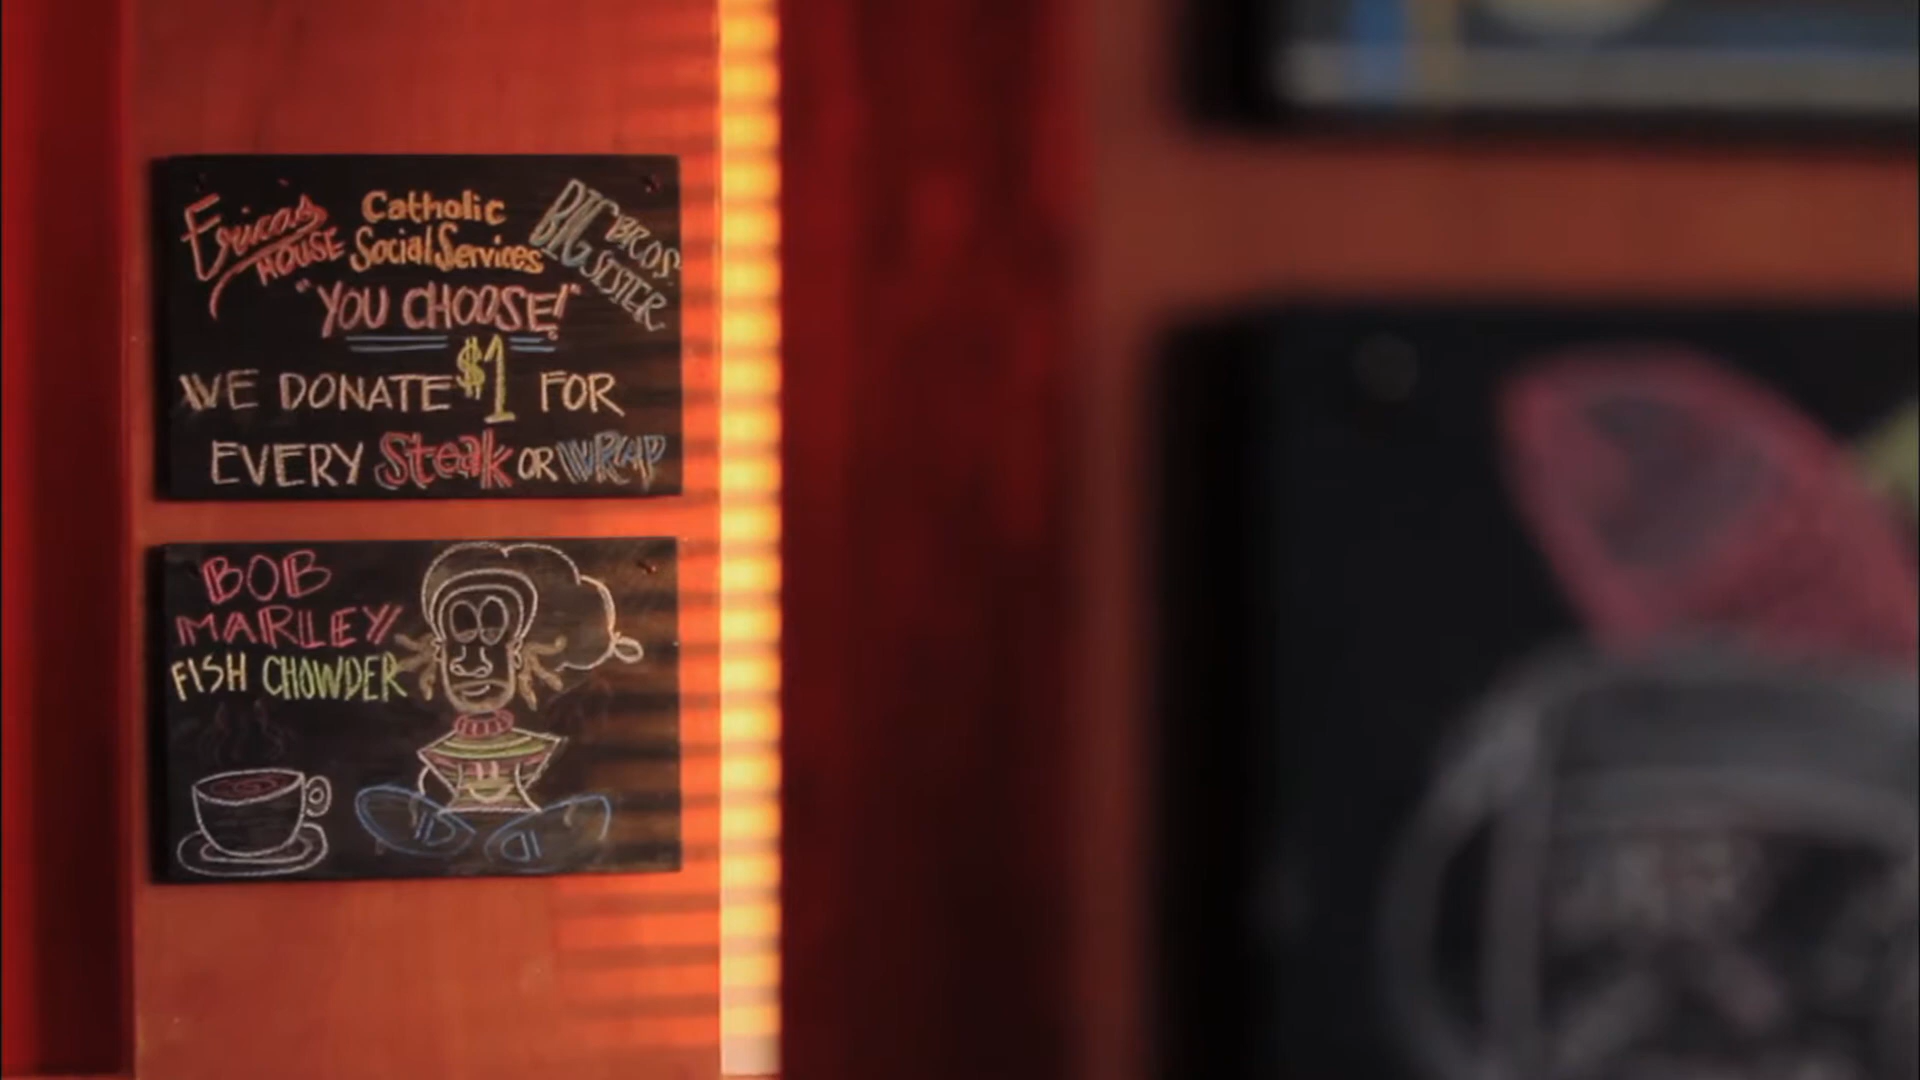 Erica's HOUSE
Catholic Social Services
BIG BROS. SISTER
"YOU CHOOSE!"
WE DONATE $1 FOR
EVERY Steak OR WRAP
BOB
MARLEY
FISH CHOWDER